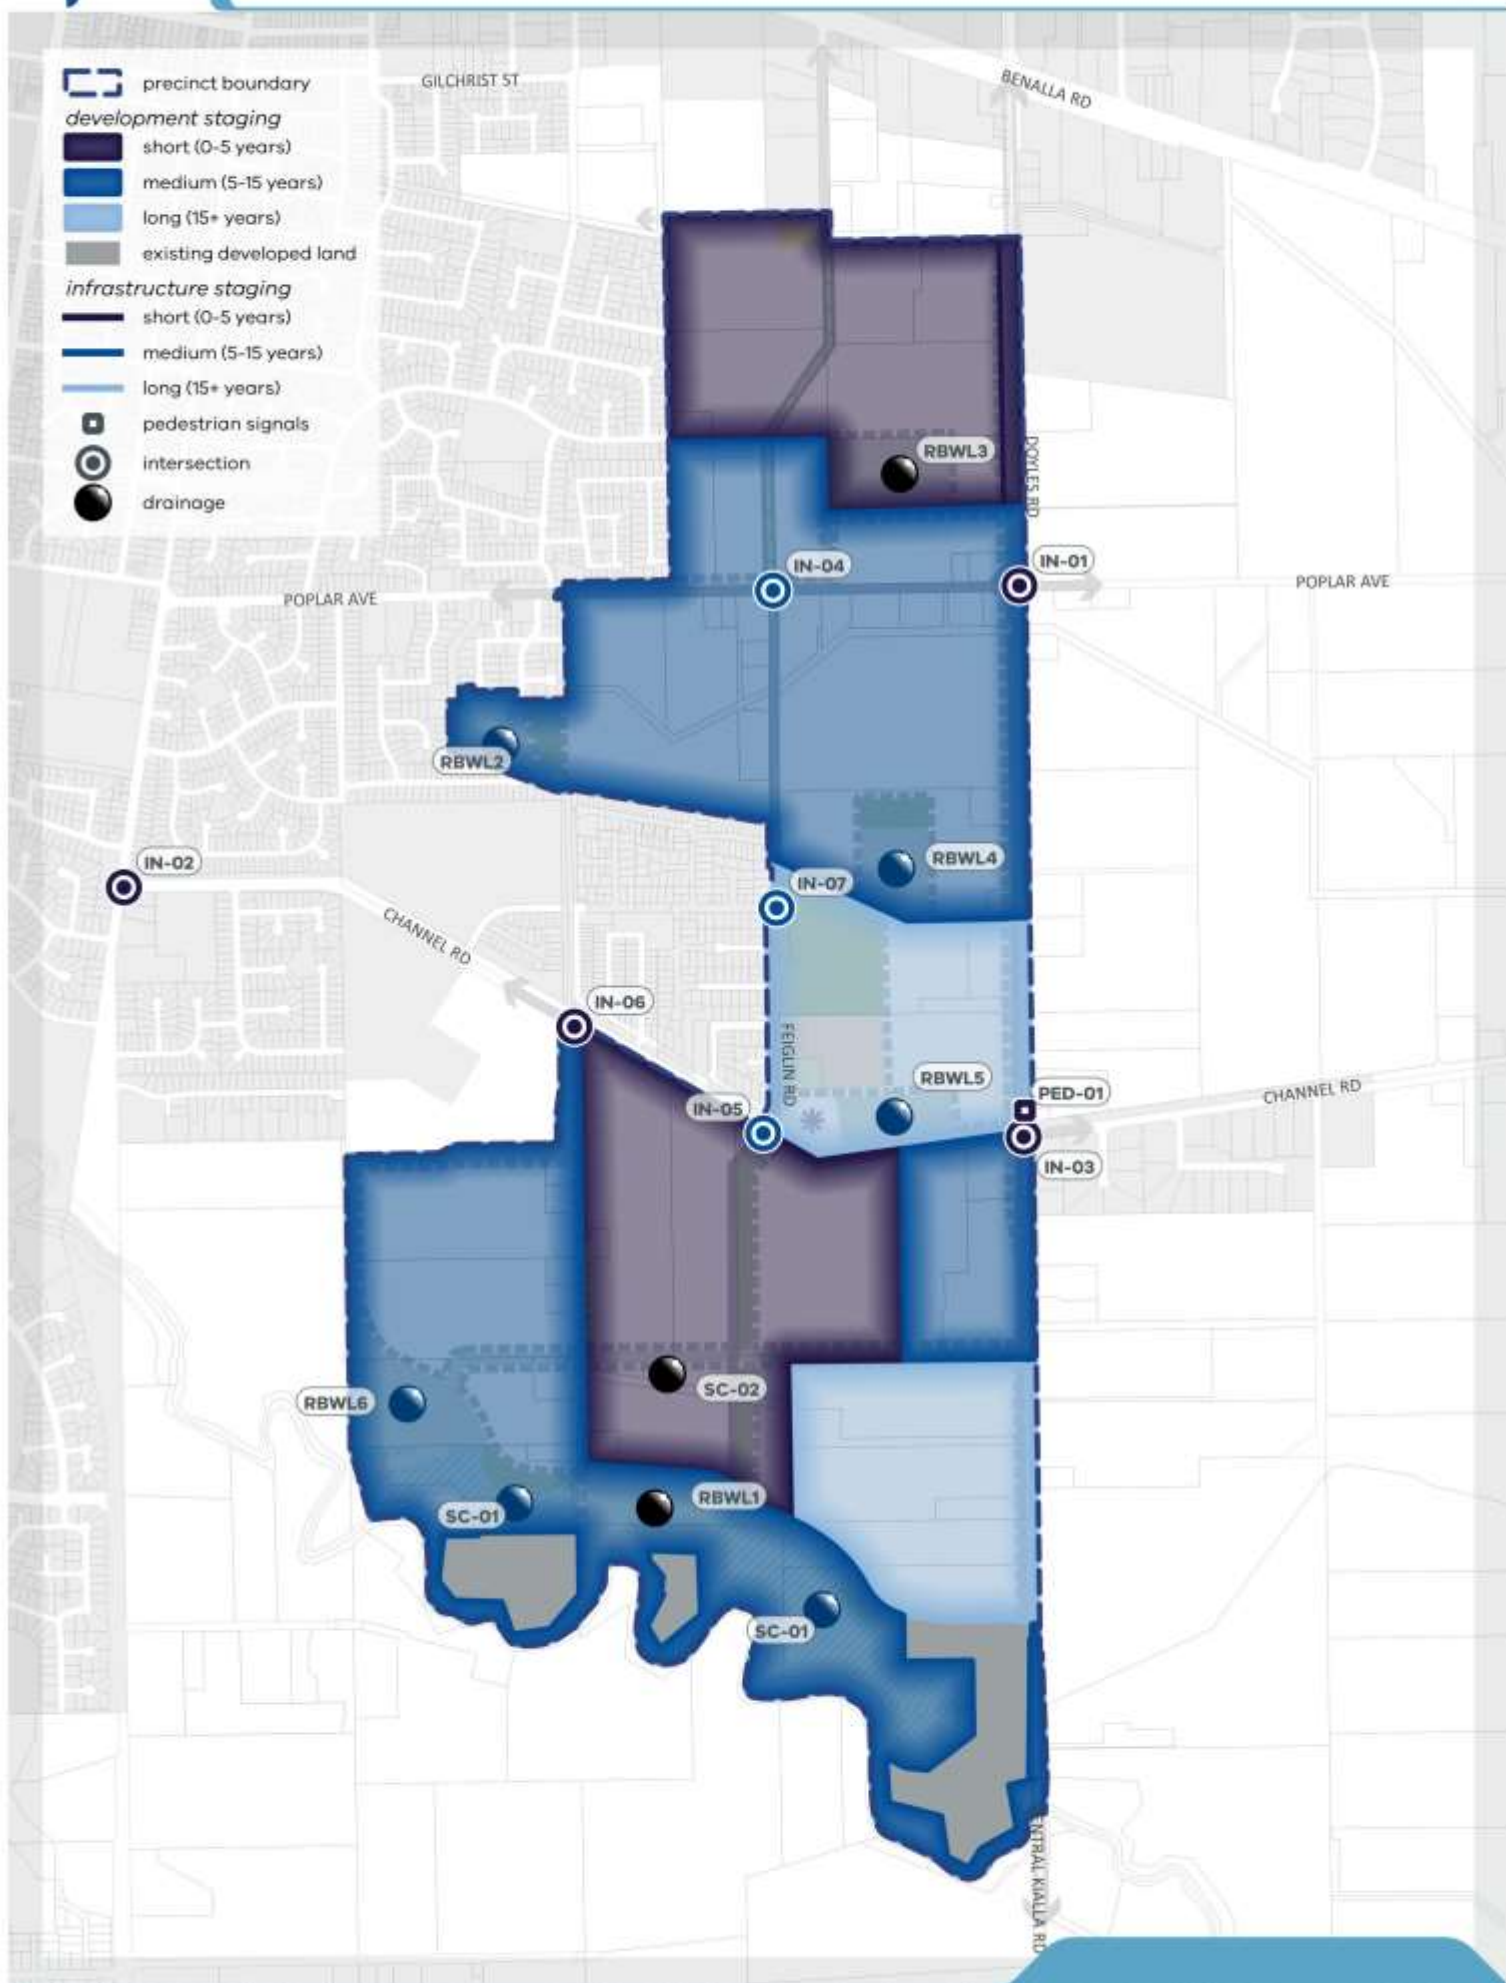 precinct boundary
development staging
short (0-5 years)
medium (5-15 years)
long (15+ years)
existing developed land
infrastructure staging
short (0-5 years)
medium (5-15 years)
long (15+ years)
pedestrian signals
intersection
drainage
GILCHRIST ST
BENALLA RD
RBWL3
DOYLES RD
IN-04
IN-01
POPLAR AVE
POPLAR AVE
RBWL2
IN-02
RBWL4
IN-07
CHANNEL RD
IN-06
FEIGLIN RD
RBWL5
PED-01
CHANNEL RD
IN-05
IN-03
SC-02
RBWL6
RBWL1
SC-01
SC-01
ENTRAL KIALLA RD